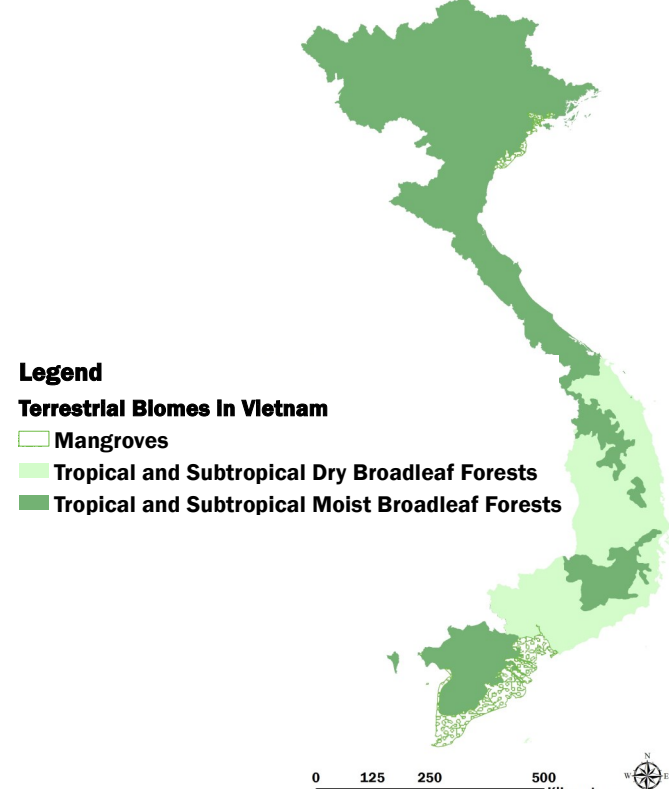 Legend
Terrestrial Biomes in Vietnam
Mangroves
Tropical and Subtropical Dry Broadleaf Forests
Tropical and Subtropical Moist Broadleaf Forests
N
W E
0 125 250 500